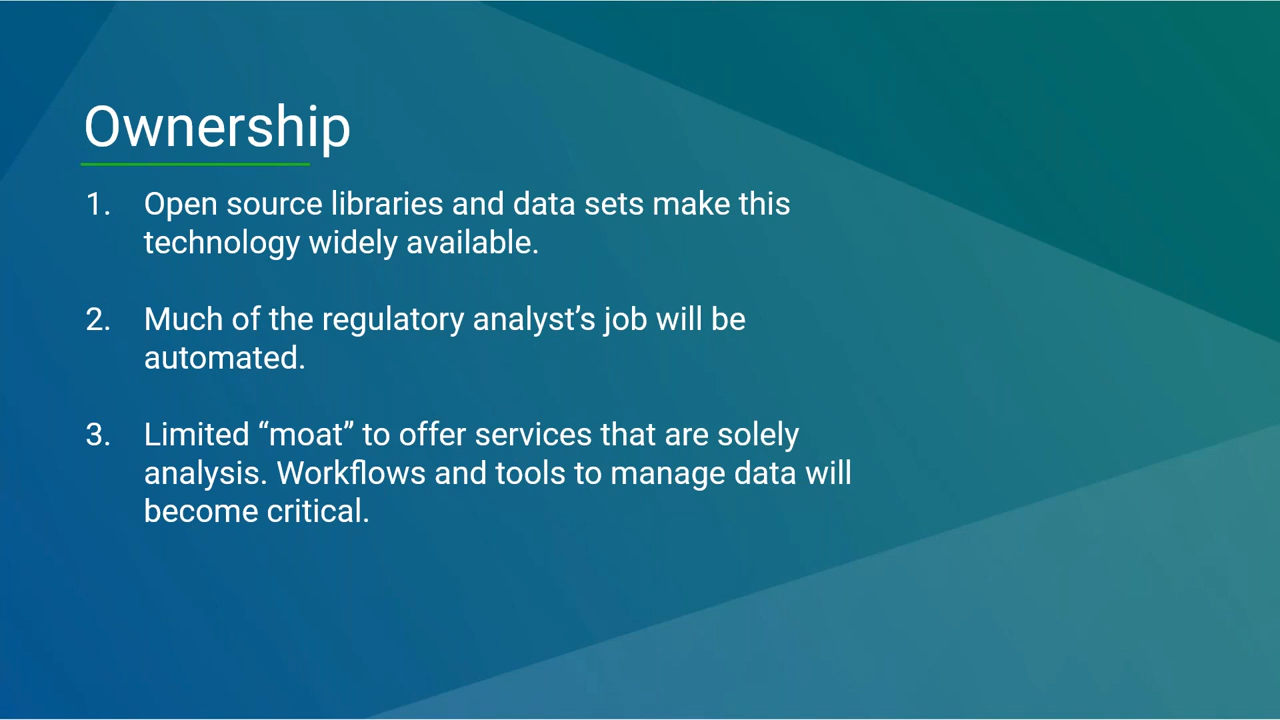 Ownership
1. Open source libraries and data sets make this
technology widely available.
2. Much of the regulatory analyst’s job will be
automated.
3. Limited “moat” to offer services that are solely
analysis. Workflows and tools to manage data will
become critical.